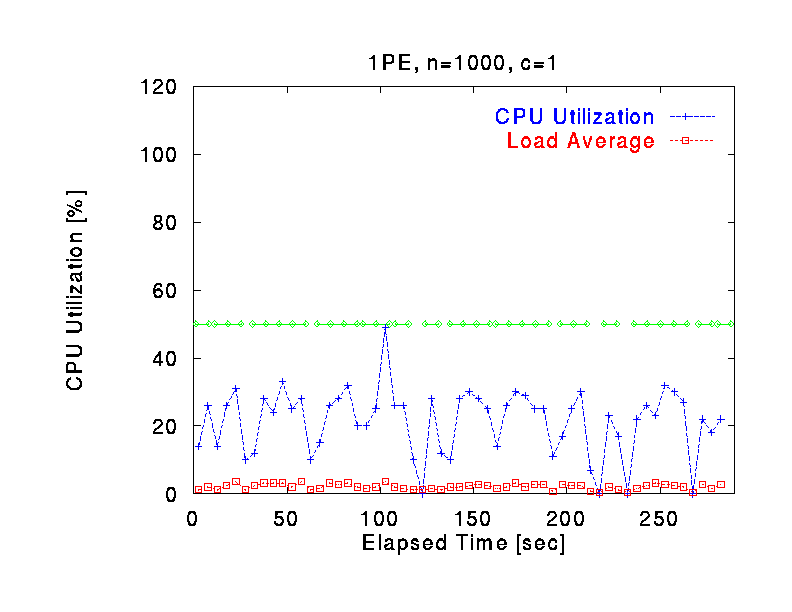 1PE, n=1000, c=1
120
100
80
60
40
20
0
CPU Utilization [%]
CPU Utilization
Load Average
0 50 100 150 200 250
Elapsed Time [sec]